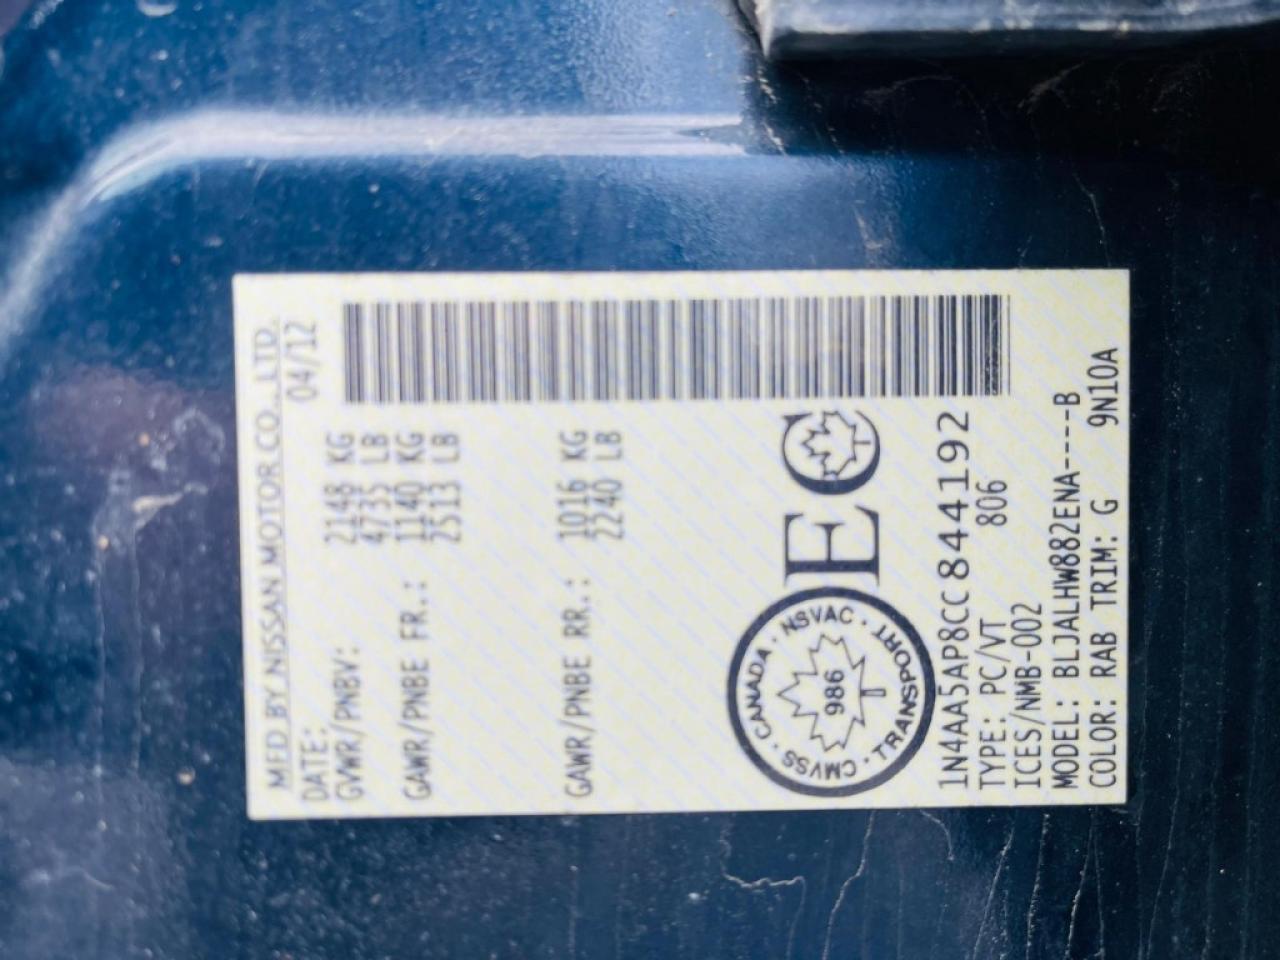 MFD BY NISSAN MOTOR CO., LTD.
DATE: 04/12
GVWR/PNBV: 2148 KG
4735 LB
GAWR/PNBE FR.: 1140 KG
2513 LB
GAWR/PNBE RR.: 1016 KG
2240 LB
CANADA · NSVAC · TRANSPORT · CMVSS ·
986
EC
1N4AA5AP8CC844192
TYPE: PC/VT 806
ICES/NMB-002
MODEL: BLJALHW882ENA----B
COLOR: RAB TRIM: G 9N10A